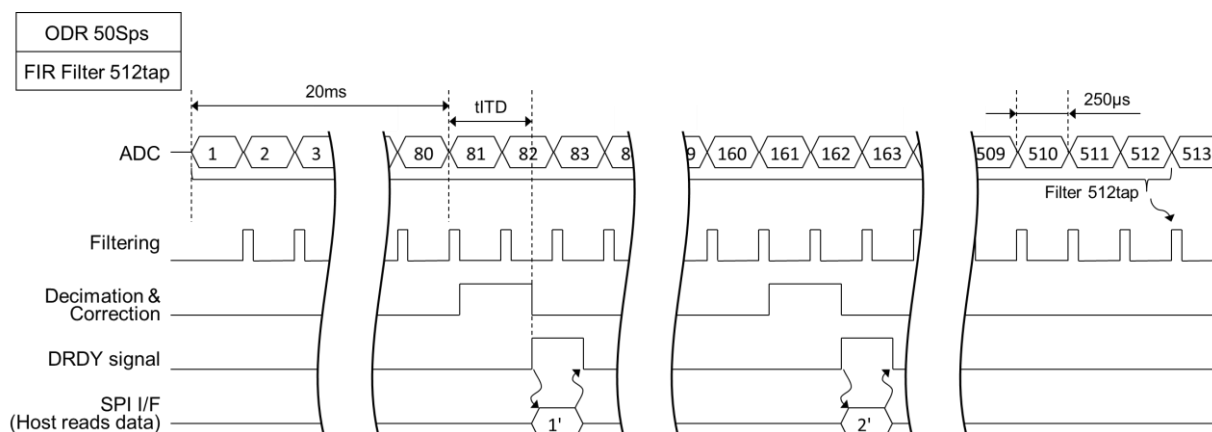 ODR 50Sps
FIR Filter 512tap
20ms
tITD
250µs
ADC
1 2 3 80 81 82 83 8 9 160 161 162 163 509 510 511 512 513
Filter 512tap
Filtering
Decimation &
Correction
DRDY signal
SPI I/F
(Host reads data)
1' 2'